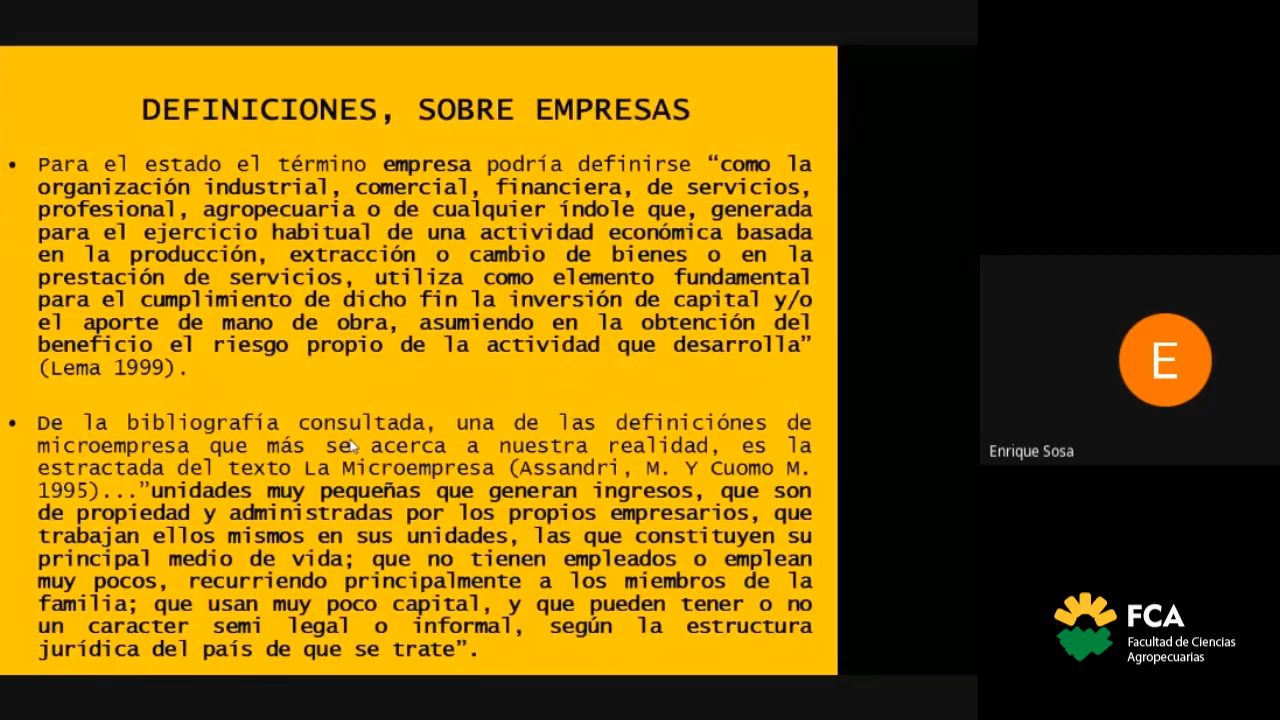 DEFINICIONES, SOBRE EMPRESAS
• Para el estado el término empresa podría definirse “como la
organización industrial, comercial, financiera, de servicios,
profesional, agropecuaria o de cualquier índole que, generada
para el ejercicio habitual de una actividad económica basada
en la producción, extracción o cambio de bienes o en la
prestación de servicios, utiliza como elemento fundamental
para el cumplimiento de dicho fin la inversión de capital y/o
el aporte de mano de obra, asumiendo en la obtención del
beneficio el riesgo propio de la actividad que desarrolla”
(Lema 1999).
• De la bibliografía consultada, una de las definiciónes de
microempresa que más se acerca a nuestra realidad, es la
estractada del texto La Microempresa (Assandri, M. Y Cuomo M.
1995)...”unidades muy pequeñas que generan ingresos, que son
de propiedad y administradas por los propios empresarios, que
trabajan ellos mismos en sus unidades, las que constituyen su
principal medio de vida; que no tienen empleados o emplean
muy pocos, recurriendo principalmente a los miembros de la
familia; que usan muy poco capital, y que pueden tener o no
un caracter semi legal o informal, según la estructura
jurídica del país de que se trate”.
E
Enrique Sosa
FCA
Facultad de Ciencias
Agropecuarias